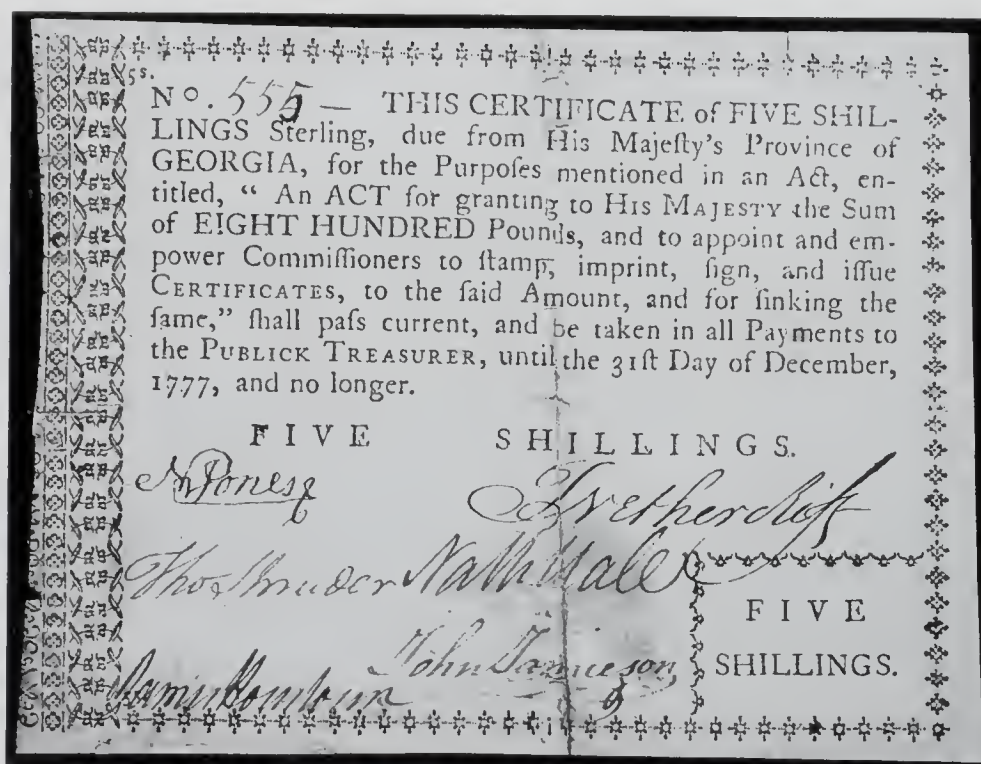 5s.
No. 555 — THIS CERTIFICATE of FIVE SHIL-
LINGS Sterling, due from His Majeſty's Province of
GEORGIA, for the Purpoſes mentioned in an Act, en-
titled, “ An ACT for granting to HIS MAJESTY the Sum
of EIGHT HUNDRED Pounds, and to appoint and em-
power Commiſſioners to ſtamp, imprint, ſign, and iſſue
CERTIFICATES, to the ſaid Amount, and for ſinking the
ſame,” ſhall paſs current, and be taken in all Payments to
the PUBLICK TREASURER, until the 31ſt Day of December,
1777, and no longer.
FIVE SHILLINGS.
N Jones
Netherclift
Thos Nath Hale
FIVE
John Jamieson
SHILLINGS.